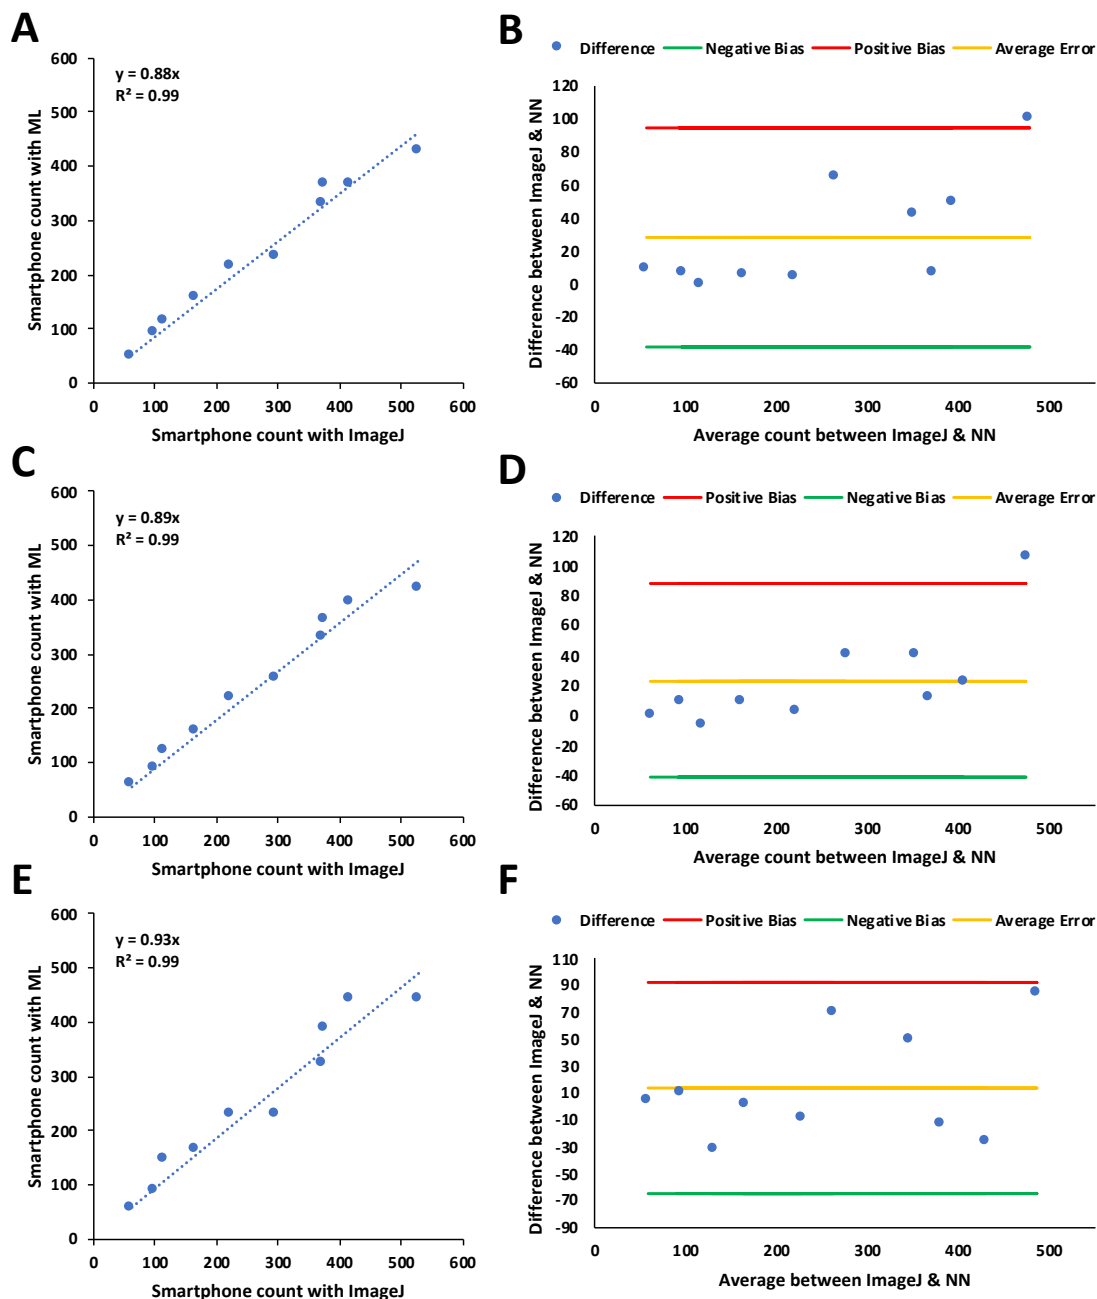 A
y = 0.88x
R² = 0.99
Smartphone count with ML
600
500
400
300
200
100
0
0 100 200 300 400 500 600
Smartphone count with ImageJ
B
Difference Negative Bias Positive Bias Average Error
Difference between ImageJ & NN
120
100
80
60
40
20
0
-20
-40
-60
0 100 200 300 400 500
Average count between ImageJ & NN
C
y = 0.89x
R² = 0.99
Smartphone count with ML
600
500
400
300
200
100
0
0 100 200 300 400 500 600
Smartphone count with ImageJ
D
Difference Positive Bias Negative Bias Average Error
Difference between ImageJ & NN
120
100
80
60
40
20
0
-20
-40
-60
0 100 200 300 400 500
Average count between ImageJ & NN
E
y = 0.93x
R² = 0.99
Smartphone count with ML
600
500
400
300
200
100
0
0 100 200 300 400 500 600
Smartphone count with ImageJ
F
Difference Positive Bias Negative Bias Average Error
Difference between ImageJ & NN
110
90
70
50
30
10
-10
-30
-50
-70
-90
0 100 200 300 400 500
Average between ImageJ & NN